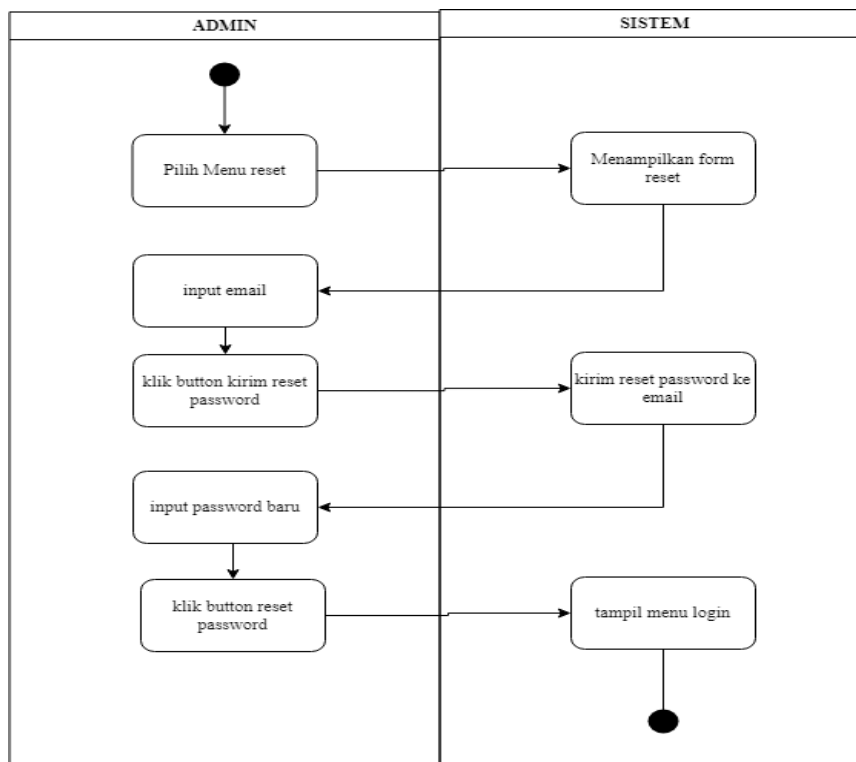 ADMIN
SISTEM
Pilih Menu reset
Menampilkan form
reset
input email
klik button kirim reset
password
kirim reset password ke
email
input password baru
klik button reset
password
tampil menu login